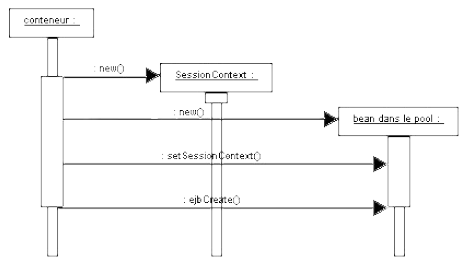 conteneur :
: new()
SessionContext :
: new()
bean dans le pool :
: setSessionContext()
: ejbCreate()